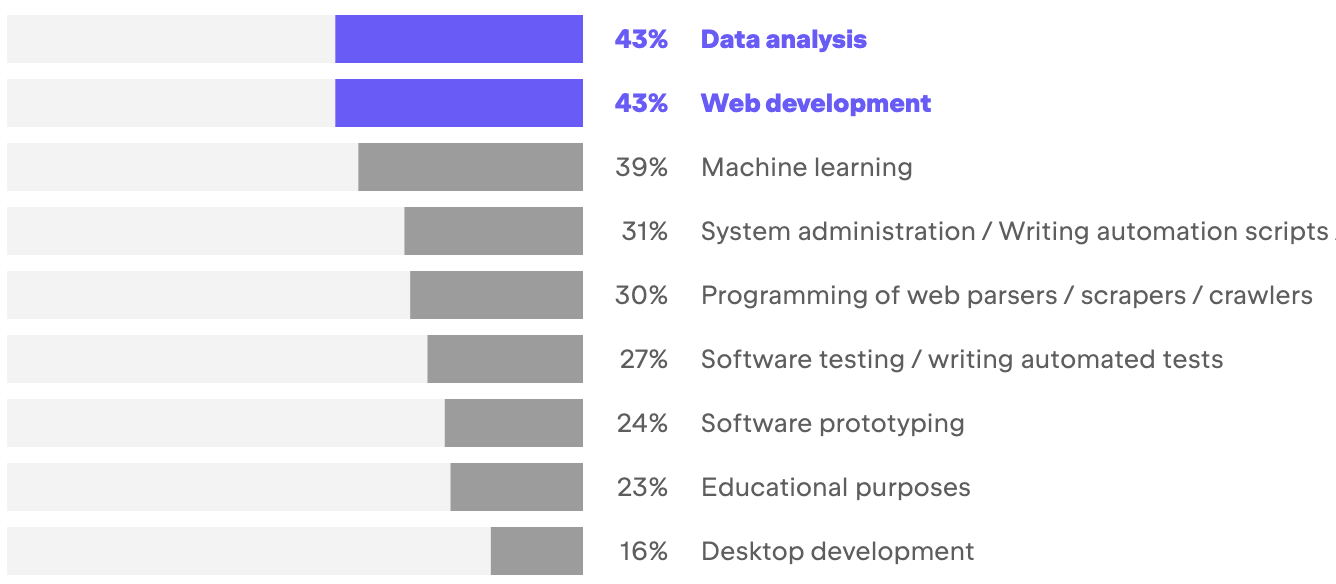 43% Data analysis
43% Web development
39% Machine learning
31% System administration / Writing automation scripts
30% Programming of web parsers / scrapers / crawlers
27% Software testing / writing automated tests
24% Software prototyping
23% Educational purposes
16% Desktop development